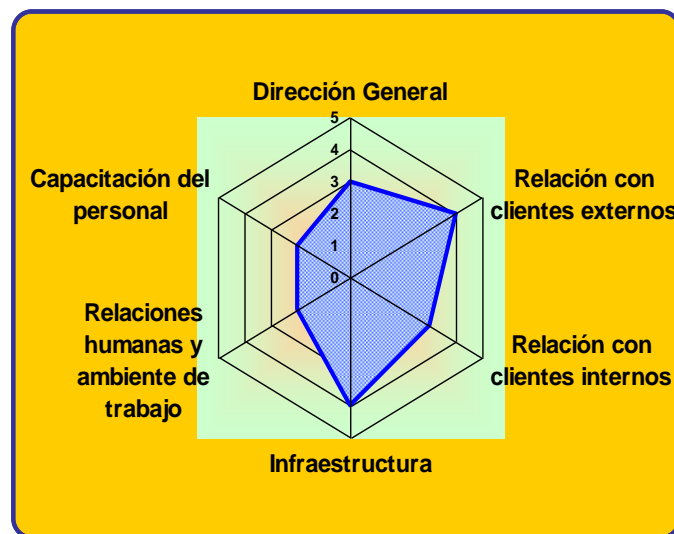 Dirección General
5
4
3
2
1
0
Capacitación del
personal
Relación con
clientes externos
Relaciones
humanas y
ambiente de
trabajo
Relación con
clientes internos
Infraestructura